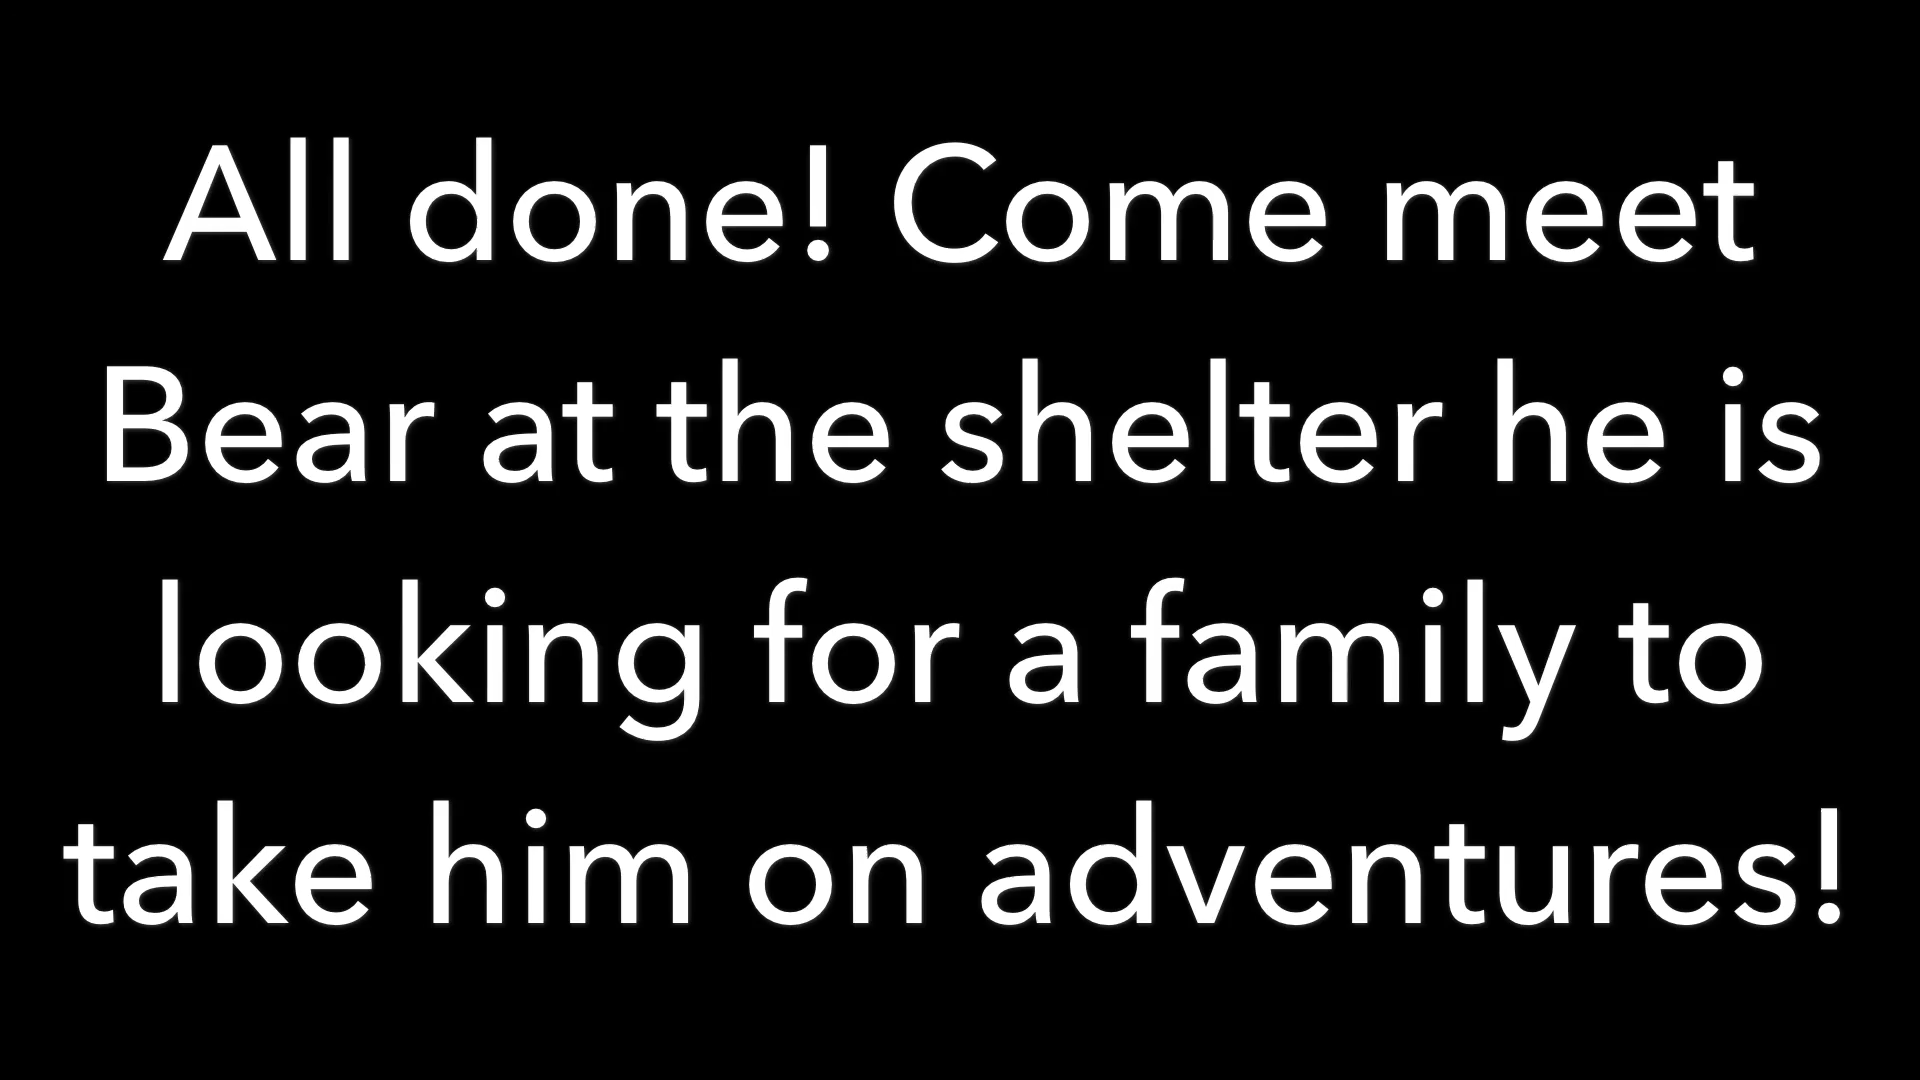 All done! Come meet
Bear at the shelter he is
looking for a family to
take him on adventures!